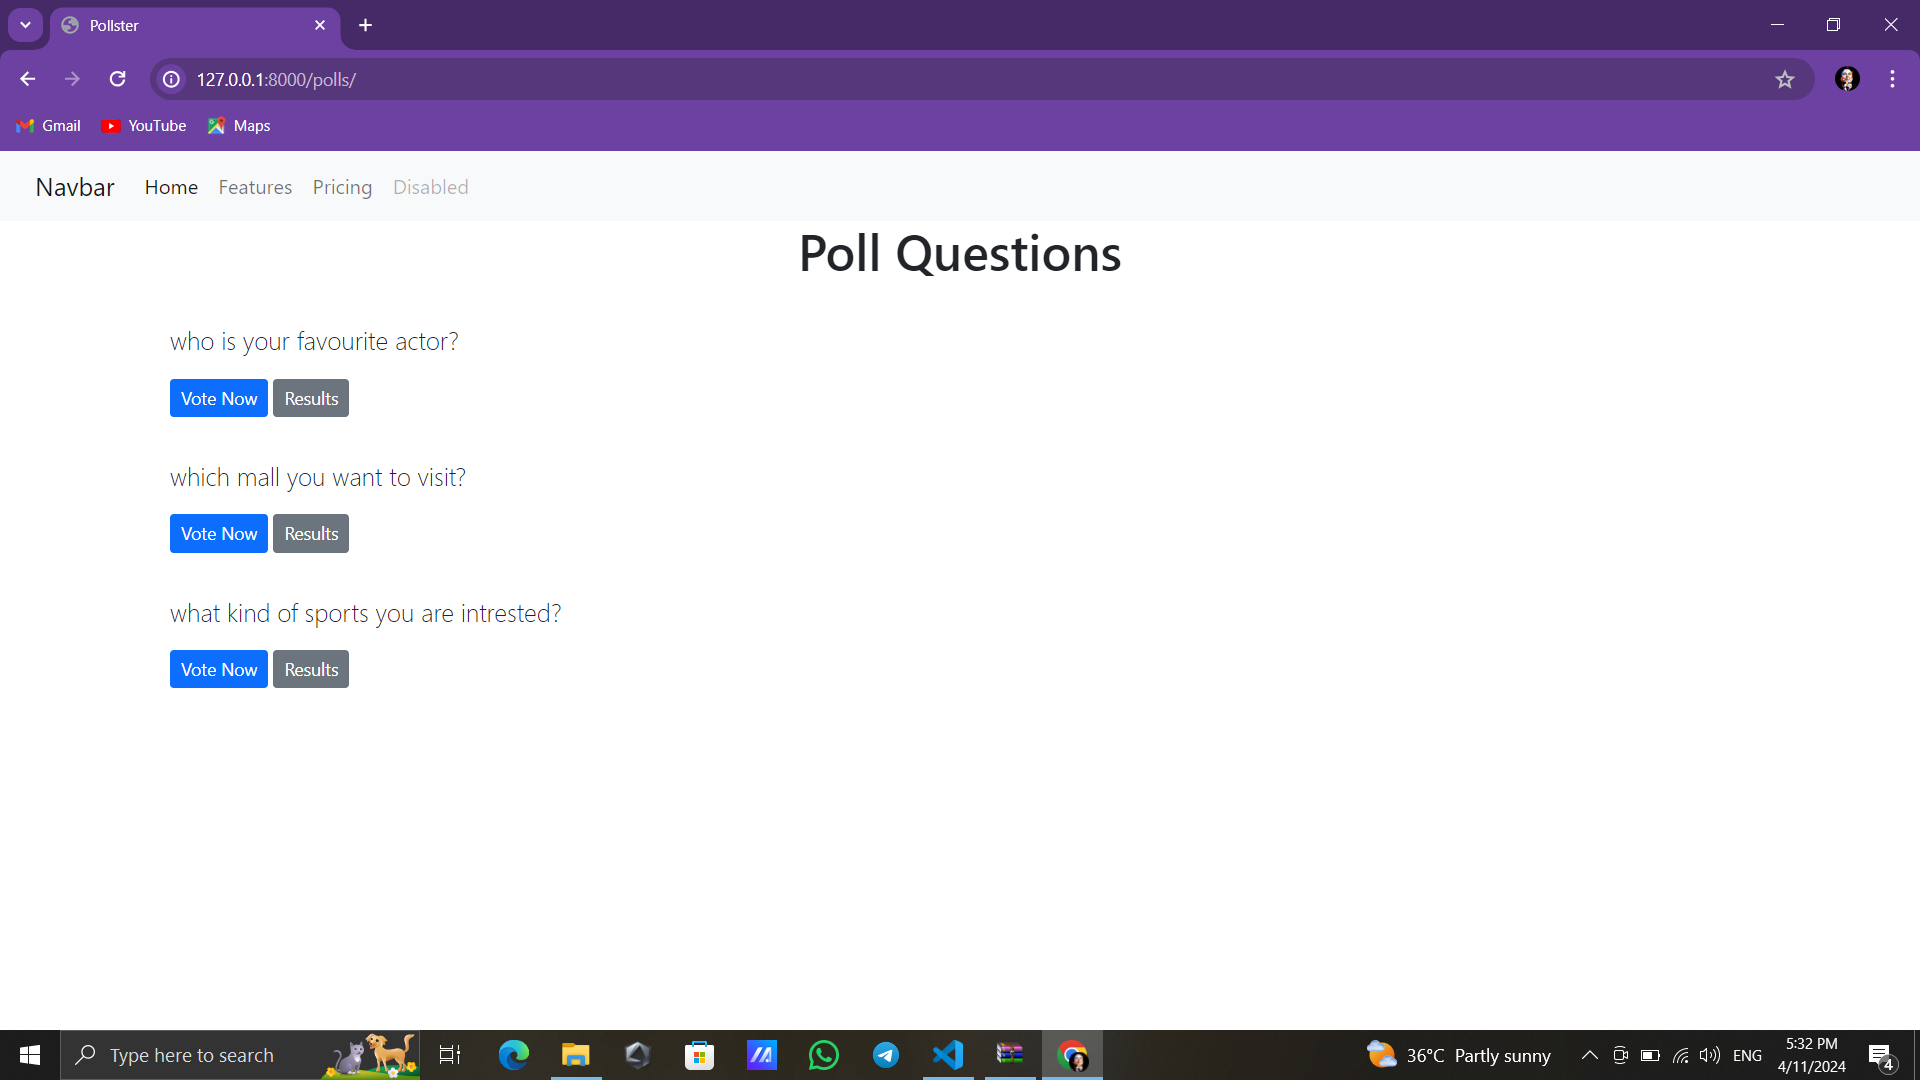 Pollster
127.0.0.1:8000/polls/
Gmail YouTube Maps
Navbar Home Features Pricing Disabled
Poll Questions
who is your favourite actor?
Vote Now Results
which mall you want to visit?
Vote Now Results
what kind of sports you are intrested?
Vote Now Results
Type here to search 36°C Partly sunny ENG 5:32 PM
4/11/2024 4